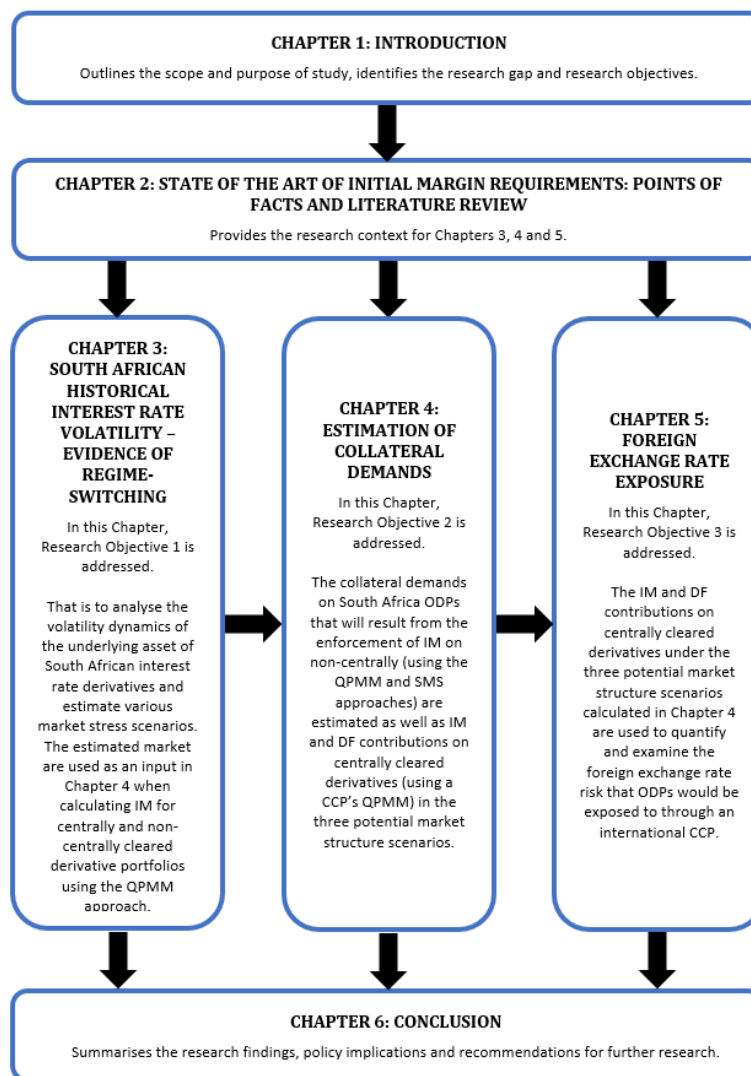 CHAPTER 1: INTRODUCTION
Outlines the scope and purpose of study, identifies the research gap and research objectives.
CHAPTER 2: STATE OF THE ART OF INITIAL MARGIN REQUIREMENTS: POINTS OF
FACTS AND LITERATURE REVIEW
Provides the research context for Chapters 3, 4 and 5.
CHAPTER 3:
SOUTH AFRICAN
HISTORICAL
INTEREST RATE
VOLATILITY –
EVIDENCE OF
REGIME-
SWITCHING
In this Chapter,
Research Objective 1 is
addressed.
That is to analyse the
volatility dynamics of
the underlying asset of
South African interest
rate derivatives and
estimate various
market stress scenarios.
The estimated market
are used as an input in
Chapter 4 when
calculating IM for
centrally and non-
centrally cleared
derivative portfolios
using the QPMM
approach.
CHAPTER 4:
ESTIMATION OF
COLLATERAL
DEMANDS
In this Chapter,
Research Objective 2 is
addressed.
The collateral demands
on South Africa ODPs
that will result from the
enforcement of IM on
non-centrally (using the
QPMM and SMS
approaches) are
estimated as well as IM
and DF contributions on
centrally cleared
derivatives (using a
CCP's QPMM) in the
three potential market
structure scenarios.
CHAPTER 5:
FOREIGN
EXCHANGE RATE
EXPOSURE
In this Chapter,
Research Objective 3 is
addressed.
The IM and DF
contributions on
centrally cleared
derivatives under the
three potential market
structure scenarios
calculated in Chapter 4
are used to quantify
and examine the
foreign exchange rate
risk that ODPs would be
exposed to through an
international CCP.
CHAPTER 6: CONCLUSION
Summarises the research findings, policy implications and recommendations for further research.